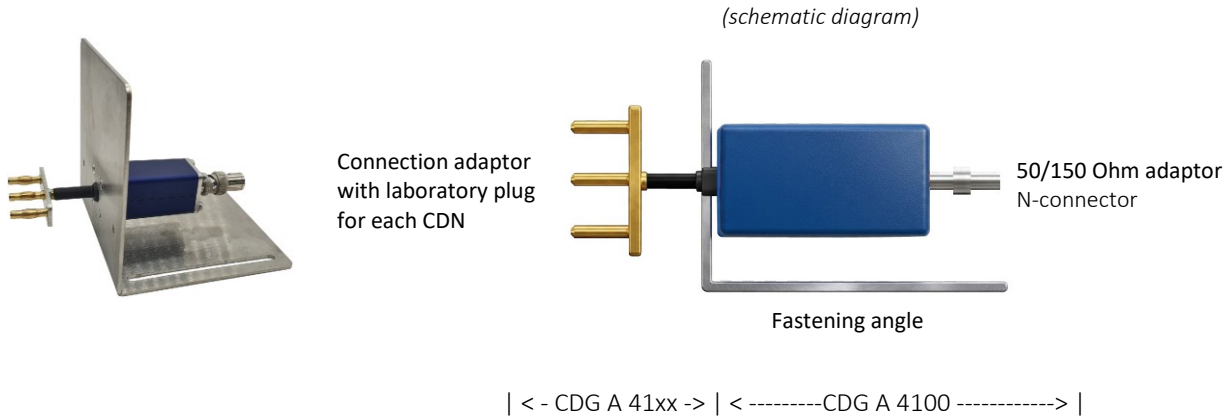 (schematic diagram)
Connection adaptor
with laboratory plug
for each CDN
50/150 Ohm adaptor
N-connector
Fastening angle
| < - CDG A 41xx -> | < ---------CDG A 4100 ------------> |